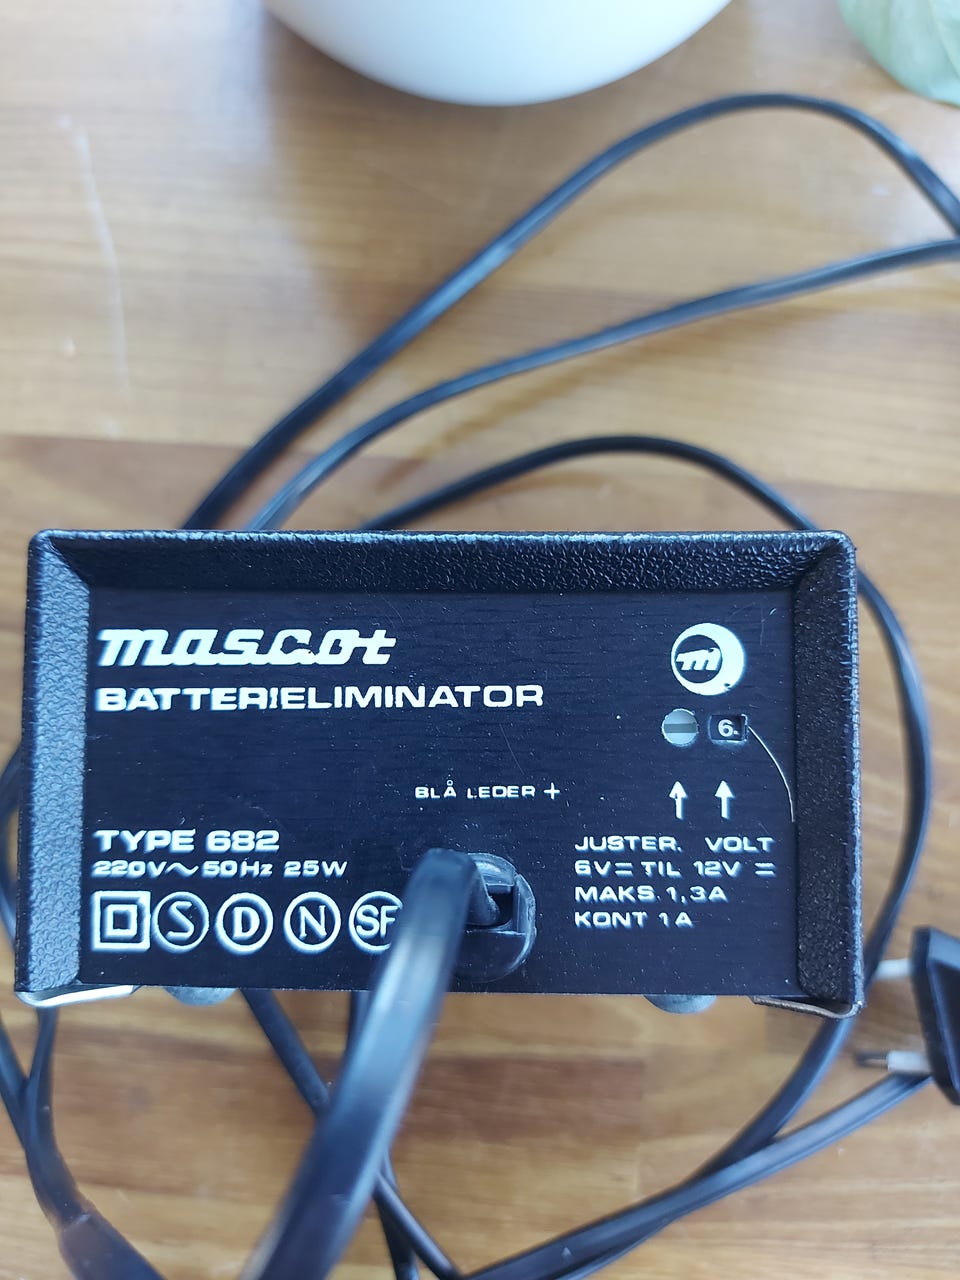 mascot
BATTERIELIMINATOR
m
6
BLÅ LEDER +
TYPE 682
220V~50Hz 25W
S D N SF
JUSTER. VOLT
6V⎓ TIL 12V ⎓
MAKS. 1,3A
KONT 1A